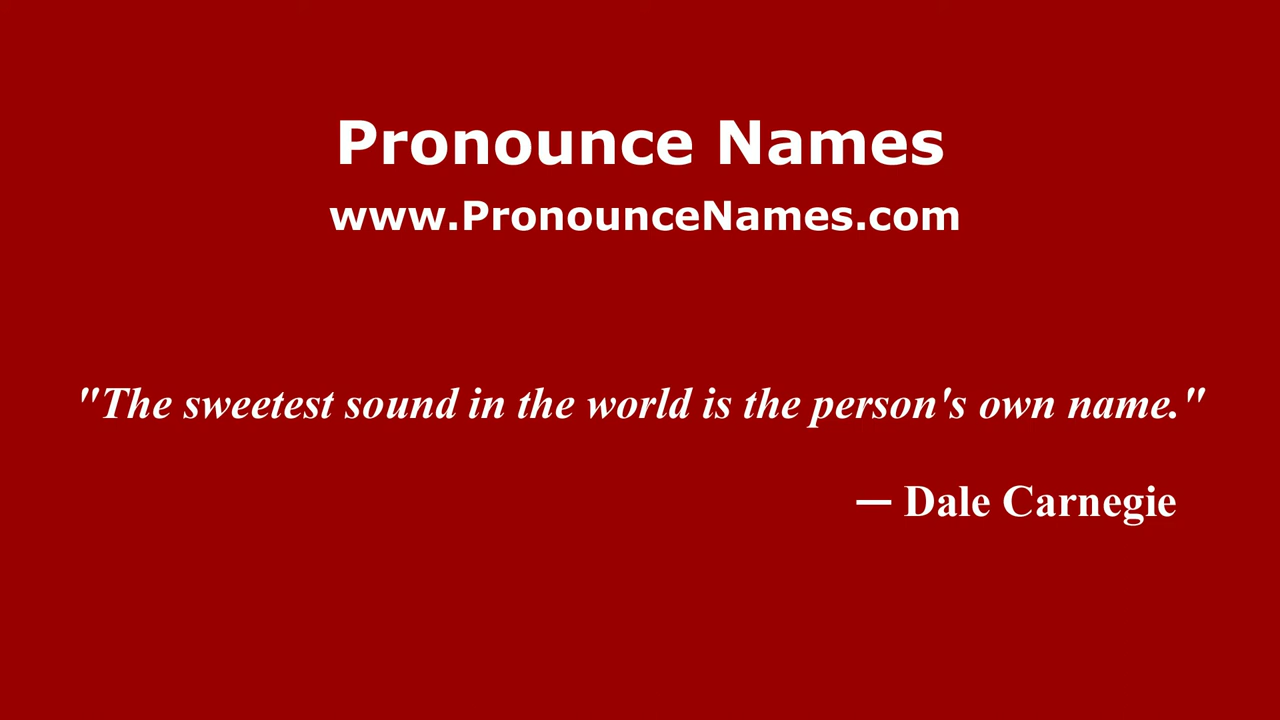 Pronounce Names
www.PronounceNames.com
"The sweetest sound in the world is the person's own name."
— Dale Carnegie